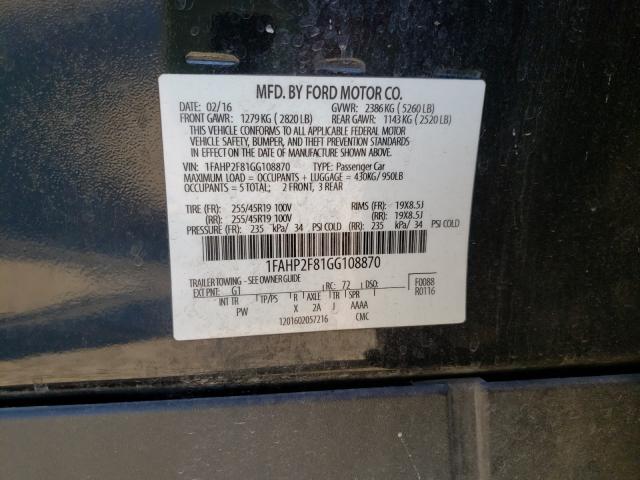 MFD. BY FORD MOTOR CO.
DATE: 02/16 GVWR: 2386 KG ( 5260 LB)
FRONT GAWR: 1279 KG ( 2820 LB) REAR GAWR: 1143 KG ( 2520 LB)
THIS VEHICLE CONFORMS TO ALL APPLICABLE FEDERAL MOTOR
VEHICLE SAFETY, BUMPER, AND THEFT PREVENTION STANDARDS
IN EFFECT ON THE DATE OF MANUFACTURE SHOWN ABOVE.
VIN: 1FAHP2F81GG108870 TYPE: Passenger Car
MAXIMUM LOAD = OCCUPANTS + LUGGAGE = 430KG/ 950LB
OCCUPANTS = 5 TOTAL; 2 FRONT, 3 REAR
TIRE (FR): 255/45R19 100V RIMS (FR): 19X8.5J
(RR): 255/45R19 100V (RR): 19X8.5J
PRESSURE (FR): 235 kPa/ 34 PSI COLD (RR): 235 kPa/ 34 PSI COLD
1FAHP2F81GG108870
TRAILER TOWING - SEE OWNER GUIDE F0088
EXT PNT: G1 RC: 72 DSO: R0116
INT TR TP/PS R AXLE TR SPR
PW X 2A J AAAA
1201602057216 CMC